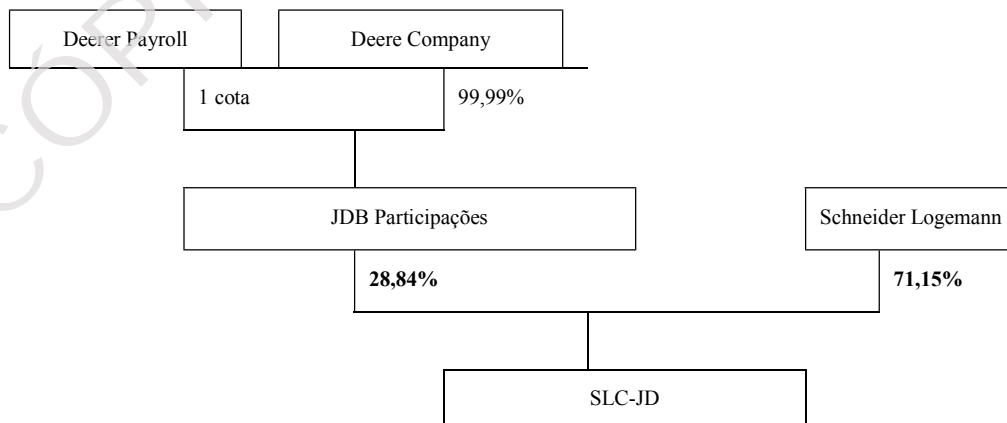 Deerer Payroll
Deere Company
1 cota
99,99%
JDB Participações
Schneider Logemann
28,84%
71,15%
SLC-JD